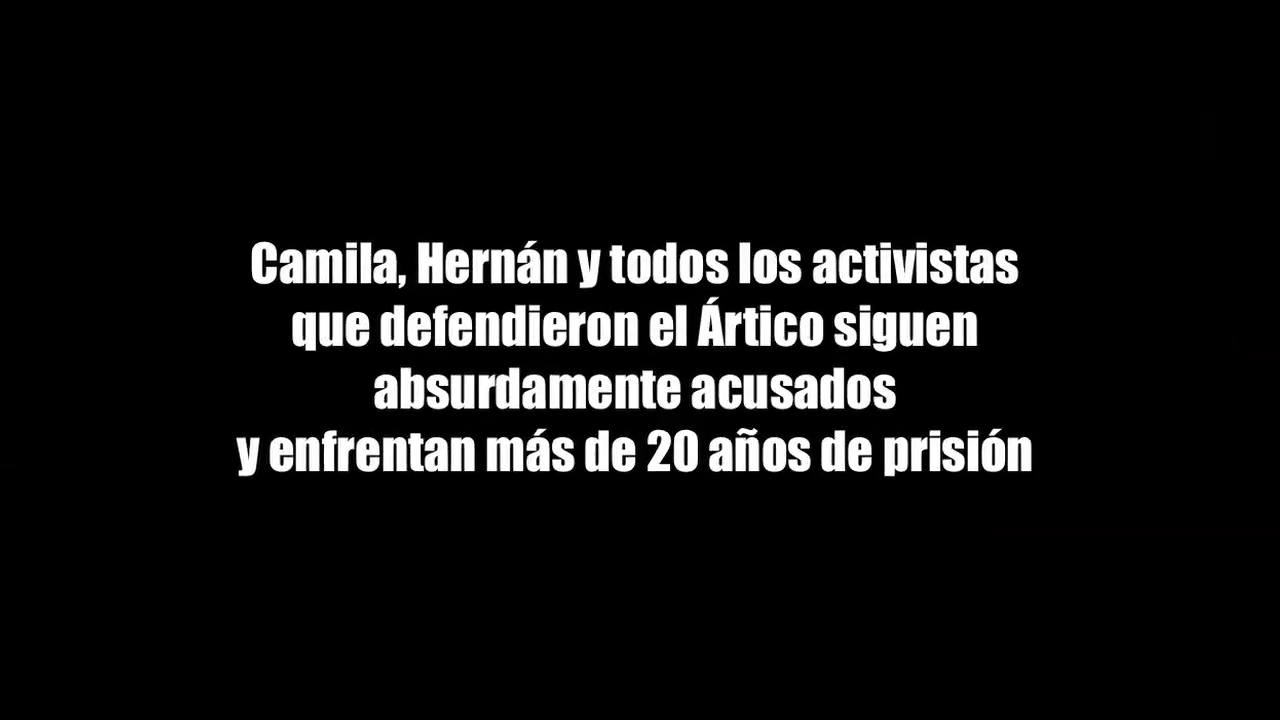 Camila, Hernán y todos los activistas
que defendieron el Ártico siguen
absurdamente acusados
y enfrentan más de 20 años de prisión